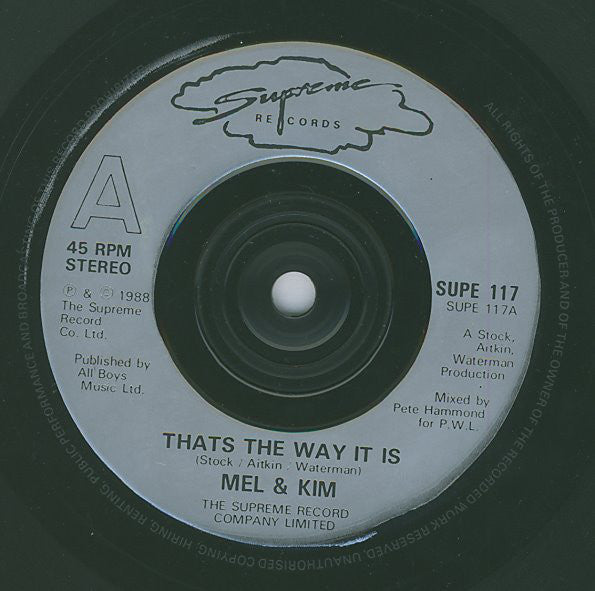 Supreme
RECORDS
A
45 RPM
STEREO
Ⓟ & © 1988
The Supreme
Record
Co. Ltd.
Published by
All Boys
Music Ltd.
SUPE 117
SUPE 117A
A Stock,
Aitkin,
Waterman
Production
Mixed by
Pete Hammond
for P.W.L.
THATS THE WAY IT IS
(Stock / Aitkin / Waterman)
MEL & KIM
THE SUPREME RECORD
COMPANY LIMITED
ALL RIGHTS OF THE PRODUCER AND OF THE OWNER OF THE RECORDED WORK RESERVED. UNAUTHORISED COPYING, HIRING, RENTING, PUBLIC PERFORMANCE AND BROADCASTING OF THIS RECORD PROHIBITED